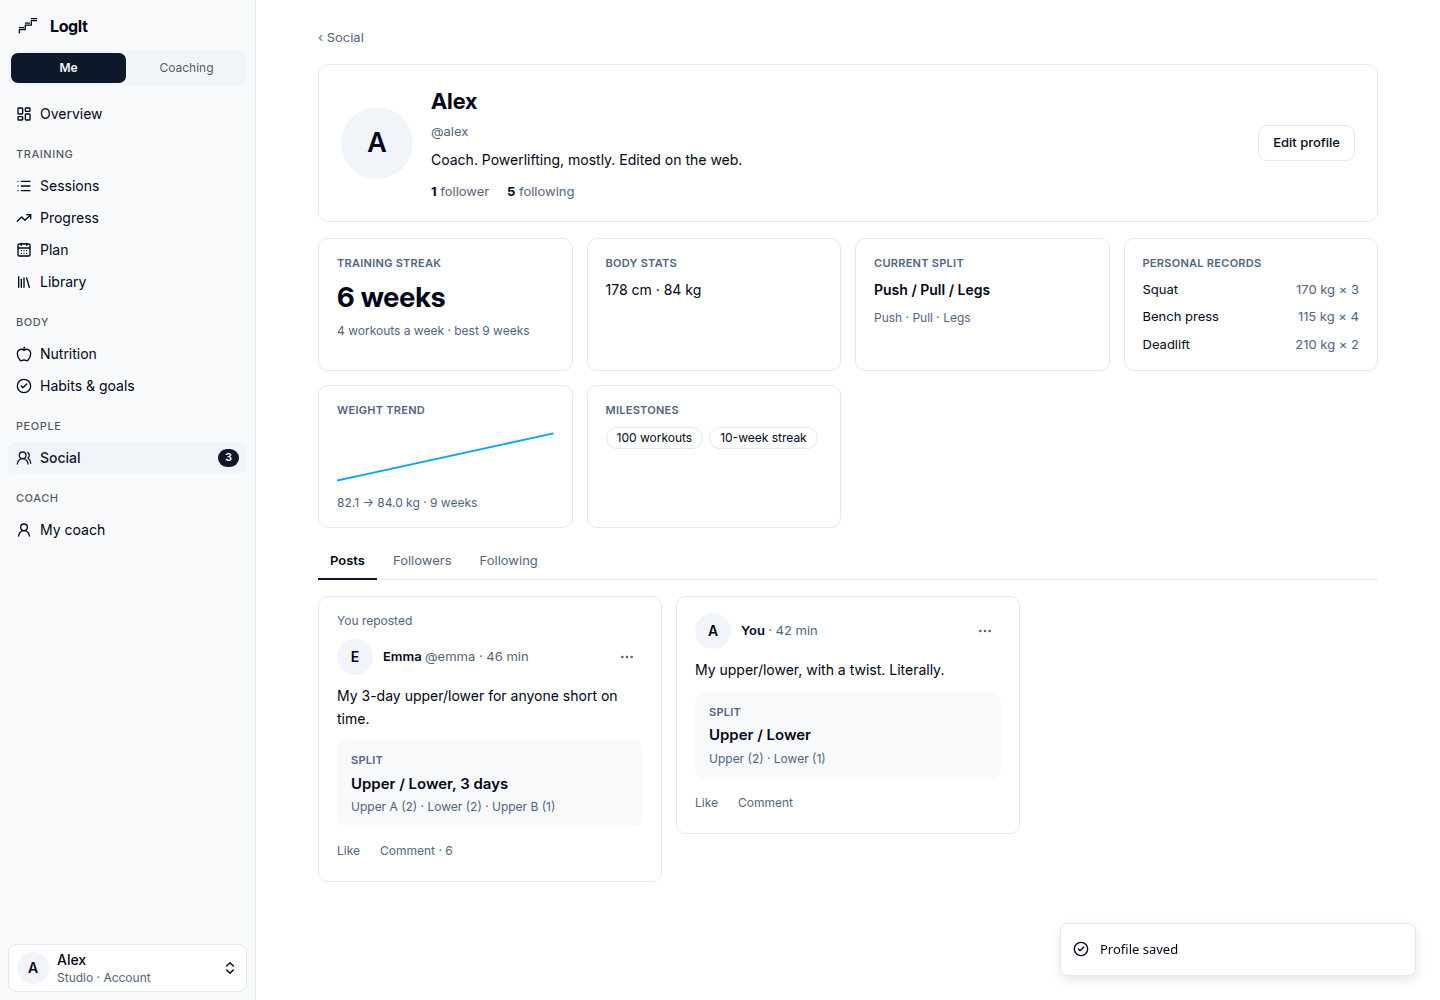 LogIt
Me
Coaching
Overview
TRAINING
Sessions
Progress
Plan
Library
BODY
Nutrition
Habits & goals
PEOPLE
Social
3
COACH
My coach
A
Alex
Studio · Account
‹ Social
A
Alex
@alex
Coach. Powerlifting, mostly. Edited on the web.
1 follower 5 following
Edit profile
TRAINING STREAK
6 weeks
4 workouts a week · best 9 weeks
BODY STATS
178 cm · 84 kg
CURRENT SPLIT
Push / Pull / Legs
Push · Pull · Legs
PERSONAL RECORDS
Squat 170 kg × 3
Bench press 115 kg × 4
Deadlift 210 kg × 2
WEIGHT TREND
82.1 → 84.0 kg · 9 weeks
MILESTONES
100 workouts
10-week streak
Posts
Followers
Following
You reposted
E
Emma @emma · 46 min
My 3-day upper/lower for anyone short on
time.
SPLIT
Upper / Lower, 3 days
Upper A (2) · Lower (2) · Upper B (1)
Like
Comment · 6
A
You · 42 min
My upper/lower, with a twist. Literally.
SPLIT
Upper / Lower
Upper (2) · Lower (1)
Like
Comment
Profile saved